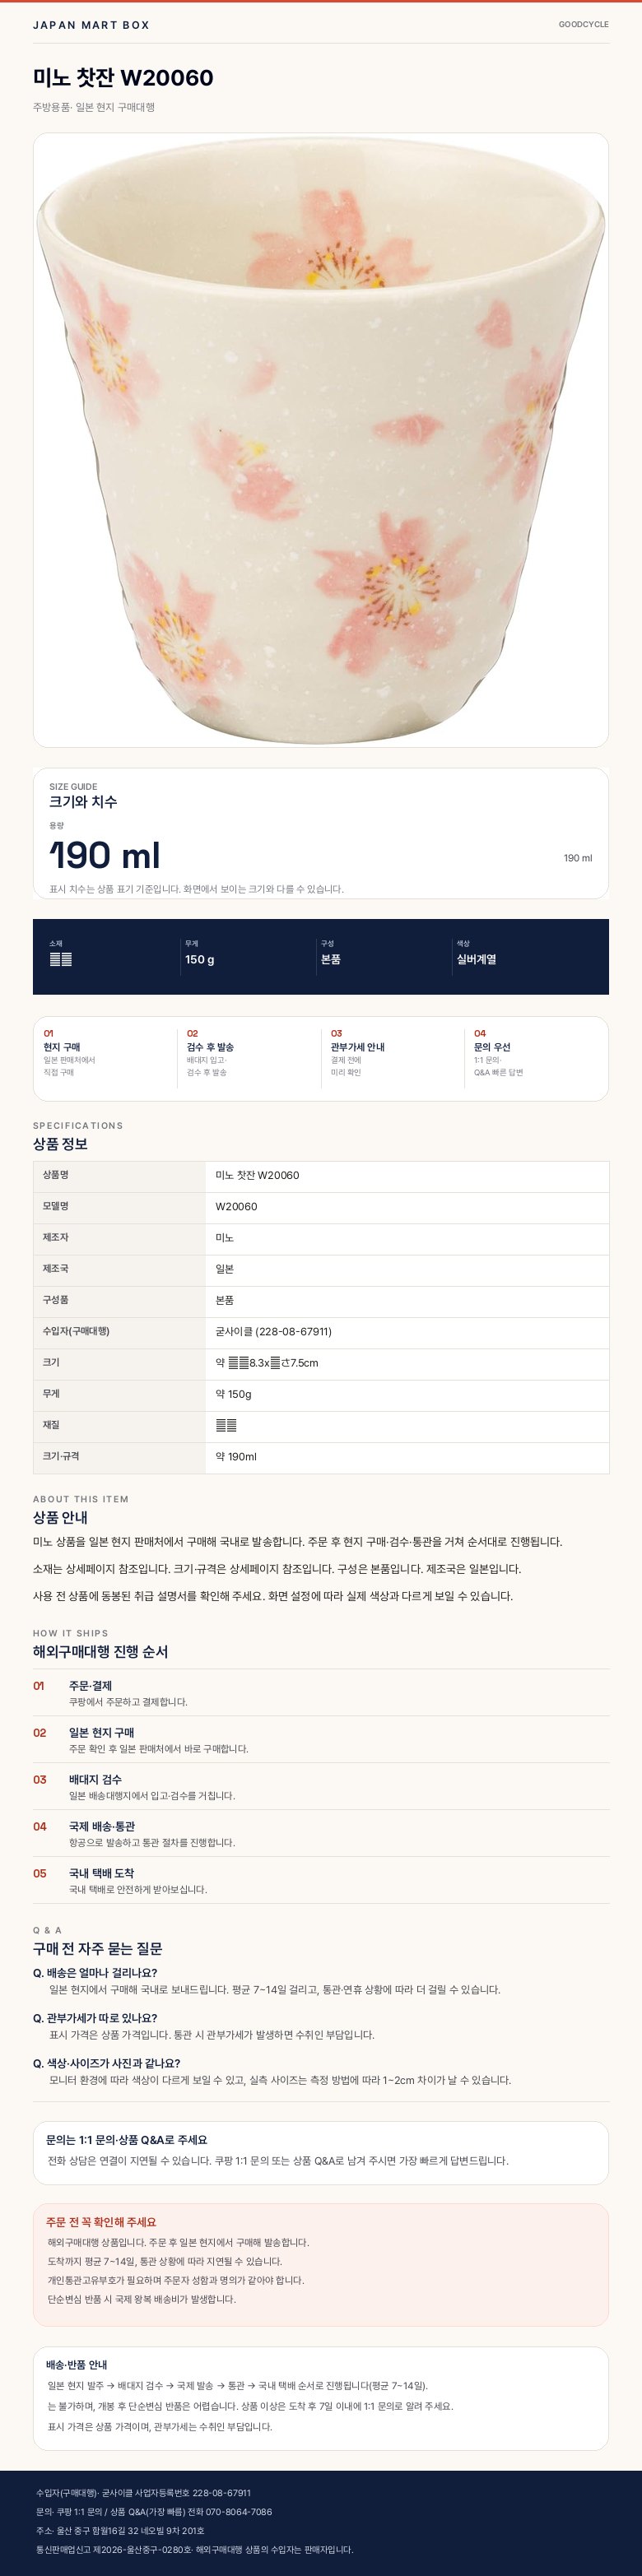 JAPAN MART BOX
GOODCYCLE
미노 찻잔 W20060
주방용품· 일본 현지 구매대행
SIZE GUIDE
크기와 치수
용량
190 ml
190 ml
표시 치수는 상품 표기 기준입니다. 화면에서 보이는 크기와 다를 수 있습니다.
소재
무게
150 g
구성
본품
색상
실버계열
01
현지 구매
일본 판매처에서
직접 구매
02
검수 후 발송
배대지 입고·
검수 후 발송
03
관부가세 안내
결제 전에
미리 확인
04
문의 우선
1:1 문의·
Q&A 빠른 답변
SPECIFICATIONS
상품 정보
상품명 미노 찻잔 W20060
모델명 W20060
제조자 미노
제조국 일본
구성품 본품
수입자(구매대행) 굳사이클 (228-08-67911)
크기 약 8.3x さ7.5cm
무게 약 150g
재질
크기·규격 약 190ml
ABOUT THIS ITEM
상품 안내
미노 상품을 일본 현지 판매처에서 구매해 국내로 발송합니다. 주문 후 현지 구매·검수·통관을 거쳐 순서대로 진행됩니다.
소재는 상세페이지 참조입니다. 크기·규격은 상세페이지 참조입니다. 구성은 본품입니다. 제조국은 일본입니다.
사용 전 상품에 동봉된 취급 설명서를 확인해 주세요. 화면 설정에 따라 실제 색상과 다르게 보일 수 있습니다.
HOW IT SHIPS
해외구매대행 진행 순서
01 주문·결제
쿠팡에서 주문하고 결제합니다.
02 일본 현지 구매
주문 확인 후 일본 판매처에서 바로 구매합니다.
03 배대지 검수
일본 배송대행지에서 입고·검수를 거칩니다.
04 국제 배송·통관
항공으로 발송하고 통관 절차를 진행합니다.
05 국내 택배 도착
국내 택배로 안전하게 받아보십니다.
Q & A
구매 전 자주 묻는 질문
Q. 배송은 얼마나 걸리나요?
일본 현지에서 구매해 국내로 보내드립니다. 평균 7–14일 걸리고, 통관·연휴 상황에 따라 더 걸릴 수 있습니다.
Q. 관부가세가 따로 있나요?
표시 가격은 상품 가격입니다. 통관 시 관부가세가 발생하면 수취인 부담입니다.
Q. 색상·사이즈가 사진과 같나요?
모니터 환경에 따라 색상이 다르게 보일 수 있고, 실측 사이즈는 측정 방법에 따라 1–2cm 차이가 날 수 있습니다.
문의는 1:1 문의·상품 Q&A로 주세요
전화 상담은 연결이 지연될 수 있습니다. 쿠팡 1:1 문의 또는 상품 Q&A로 남겨 주시면 가장 빠르게 답변드립니다.
주문 전 꼭 확인해 주세요
해외구매대행 상품입니다. 주문 후 일본 현지에서 구매해 발송합니다.
도착까지 평균 7–14일, 통관 상황에 따라 지연될 수 있습니다.
개인통관고유부호가 필요하며 주문자 성함과 명의가 같아야 합니다.
단순변심 반품 시 국제 왕복 배송비가 발생합니다.
배송·반품 안내
일본 현지 발주 → 배대지 검수 → 국제 발송 → 통관 → 국내 택배 순서로 진행됩니다(평균 7–14일).
는 불가하며, 개봉 후 단순변심 반품은 어렵습니다. 상품 이상은 도착 후 7일 이내에 1:1 문의로 알려 주세요.
표시 가격은 상품 가격이며, 관부가세는 수취인 부담입니다.
수입자(구매대행)· 굳사이클 사업자등록번호 228-08-67911
문의· 쿠팡 1:1 문의 / 상품 Q&A(가장 빠름) 전화 070-8064-7086
주소· 울산 중구 함월16길 32 네오빌 9차 201호
통신판매업신고 제2026-울산중구-0280호· 해외구매대행 상품의 수입자는 판매자입니다.